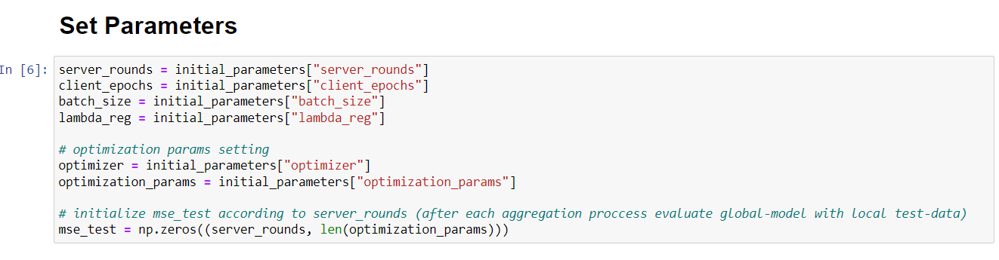 Set Parameters
In [6]:
server_rounds = initial_parameters["server_rounds"]
client_epochs = initial_parameters["client_epochs"]
batch_size = initial_parameters["batch_size"]
lambda_reg = initial_parameters["lambda_reg"]
# optimization params setting
optimizer = initial_parameters["optimizer"]
optimization_params = initial_parameters["optimization_params"]
# initialize mse_test according to server_rounds (after each aggregation proccess evaluate global-model with local test-data)
mse_test = np.zeros((server_rounds, len(optimization_params)))